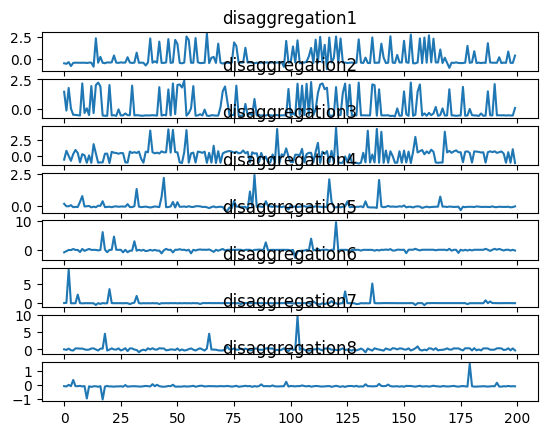 disaggregation1
2.5
0.0
disaggregation2
2.5
0.0
disaggregation3
2.5
0.0
disaggregation4
2.5
0.0
disaggregation5
10
0
disaggregation6
5
0
disaggregation7
10
5
0
disaggregation8
1
0
−1
0 25 50 75 100 125 150 175 200